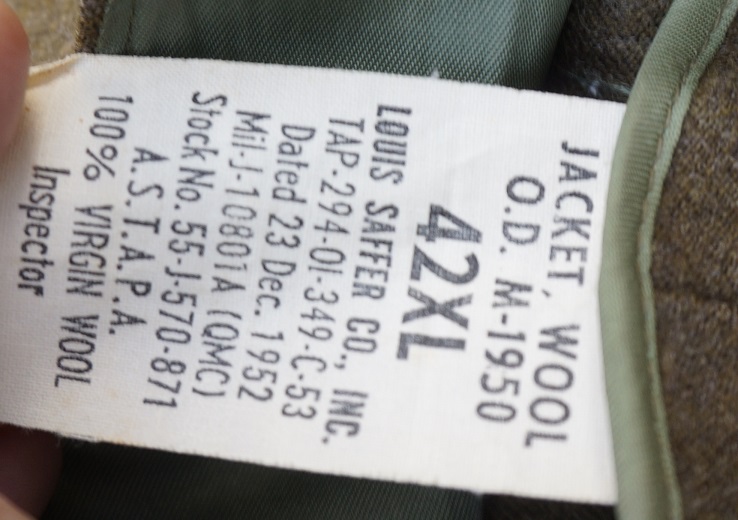 JACKET, WOOL
O.D. M-1950
42XL
LOUIS SAFFER CO., INC.
TAP-294-OI-349-C-53
Dated 23 Dec. 1952
Mil-J-10801A (QMC)
Stock No. 55-J-570-871
A.S.T.A.P.A.
100% VIRGIN WOOL
Inspector